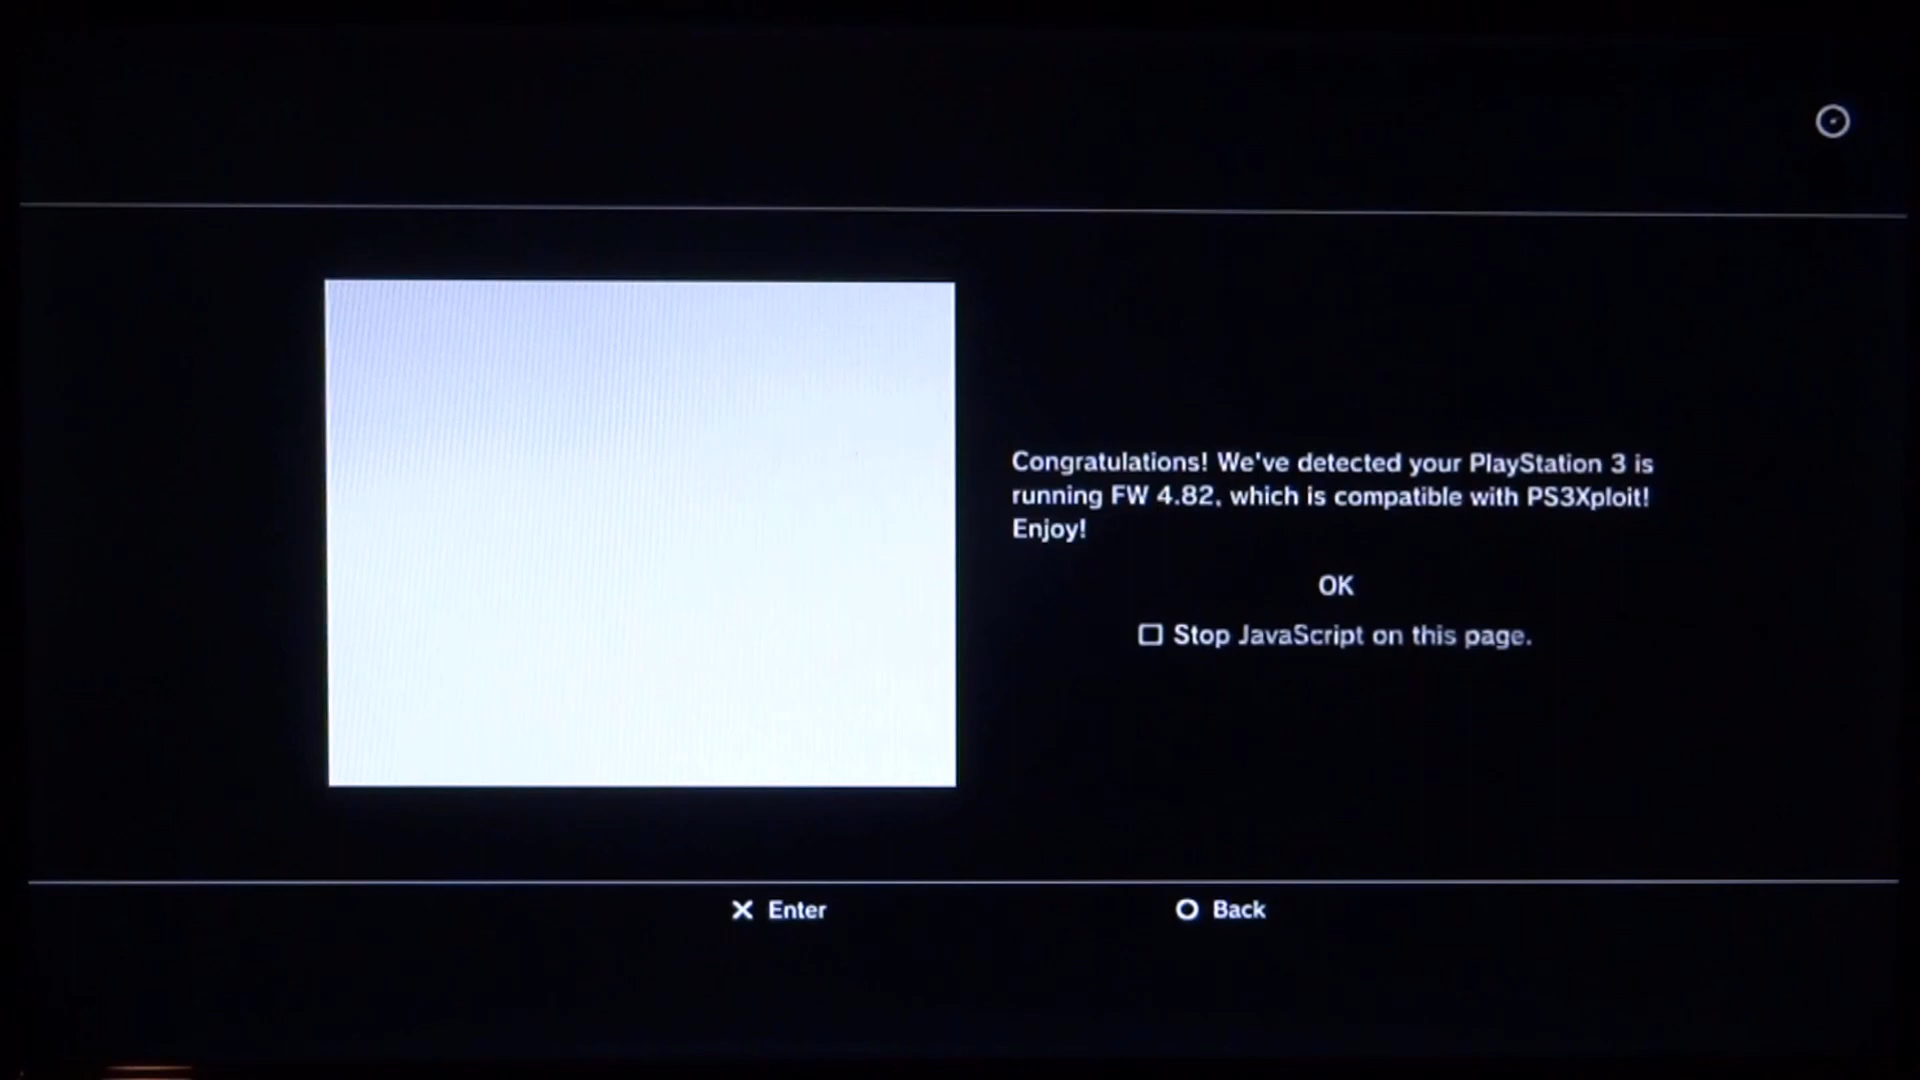 Congratulations! We've detected your PlayStation 3 is
running FW 4.82, which is compatible with PS3Xploit!
Enjoy!
OK
Stop JavaScript on this page.
Enter
Back